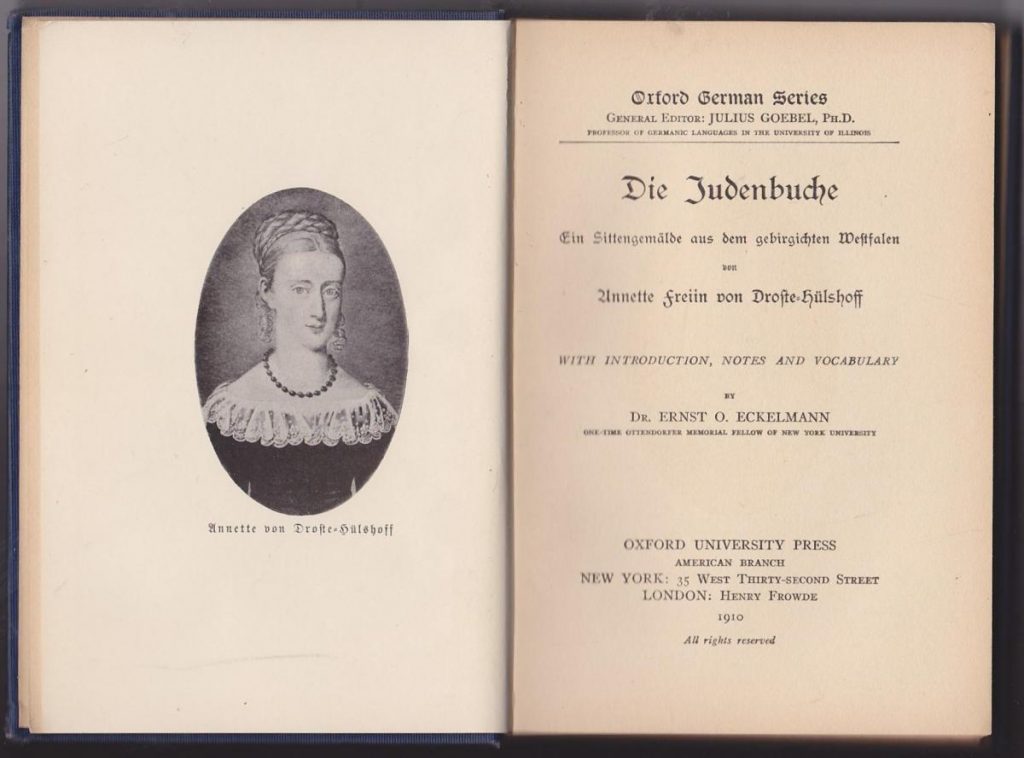 Annette von Droste-Hülshoff
Oxford German Series
GENERAL EDITOR: JULIUS GOEBEL, PH.D.
PROFESSOR OF GERMANIC LANGUAGES IN THE UNIVERSITY OF ILLINOIS
Die Judenbuche
Ein Sittengemälde aus dem gebirgichten Westfalen
von
Annette Freiin von Droste-Hülshoff
WITH INTRODUCTION, NOTES AND VOCABULARY
BY
DR. ERNST O. ECKELMANN
ONE-TIME OTTENDORFER MEMORIAL FELLOW OF NEW YORK UNIVERSITY
OXFORD UNIVERSITY PRESS
AMERICAN BRANCH
NEW YORK: 35 WEST THIRTY-SECOND STREET
LONDON: HENRY FROWDE
1910
All rights reserved